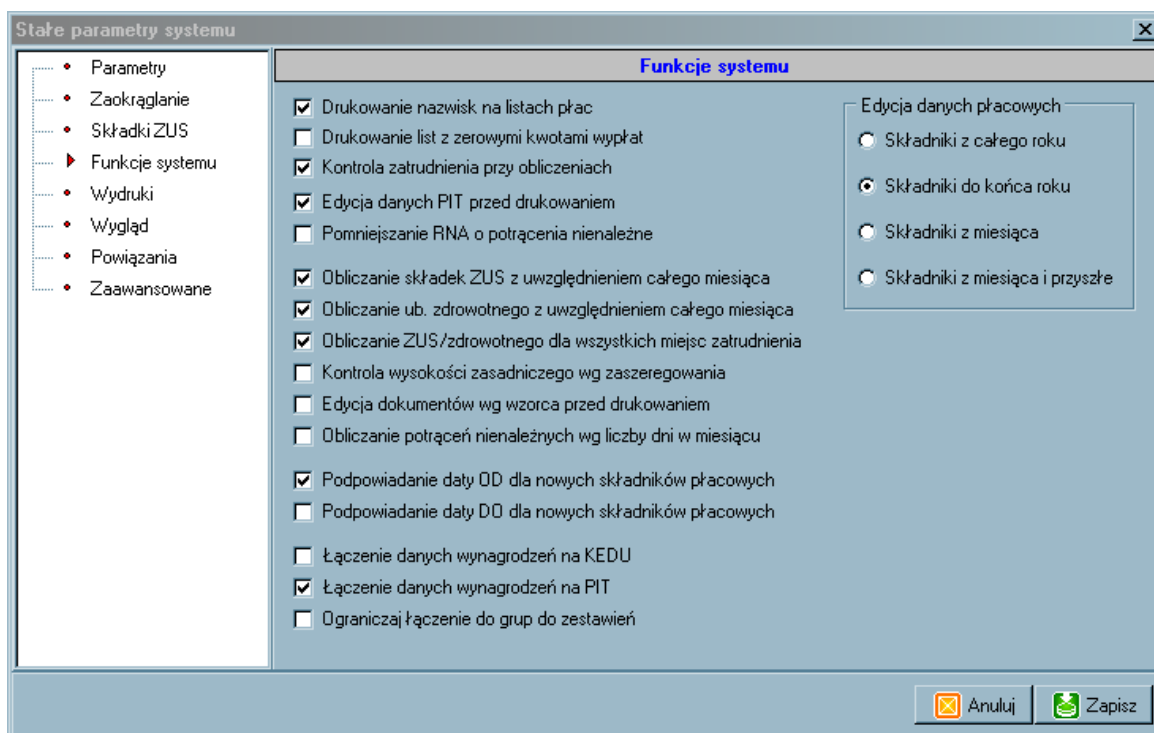 Stałe parametry systemu
Parametry
Zaokrąglanie
Składki ZUS
Funkcje systemu
Wydruki
Wygląd
Powiązania
Zaawansowane
Funkcje systemu
Drukowanie nazwisk na listach płac
Drukowanie list z zerowymi kwotami wypłat
Kontrola zatrudnienia przy obliczeniach
Edycja danych PIT przed drukowaniem
Pomniejszanie RNA o potrącenia nienależne
Obliczanie składek ZUS z uwzględnieniem całego miesiąca
Obliczanie ub. zdrowotnego z uwzględnieniem całego miesiąca
Obliczanie ZUS/zdrowotnego dla wszystkich miejsc zatrudnienia
Kontrola wysokości zasadniczego wg zaszeregowania
Edycja dokumentów wg wzorca przed drukowaniem
Obliczanie potrąceń nienależnych wg liczby dni w miesiącu
Podpowiadanie daty OD dla nowych składników płacowych
Podpowiadanie daty DO dla nowych składników płacowych
Łączenie danych wynagrodzeń na KEDU
Łączenie danych wynagrodzeń na PIT
Ograniczaj łączenie do grup do zestawień
Edycja danych płacowych
Składniki z całego roku
Składniki do końca roku
Składniki z miesiąca
Składniki z miesiąca i przyszłe
Anuluj
Zapisz